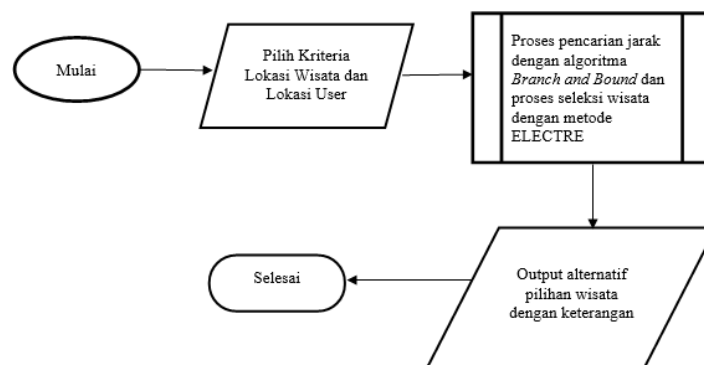 Mulai
Pilih Kriteria
Lokasi Wisata dan
Lokasi User
Proses pencarian jarak
dengan algoritma
Branch and Bound dan
proses seleksi wisata
dengan metode
ELECTRE
Output alternatif
pilihan wisata
dengan keterangan
Selesai